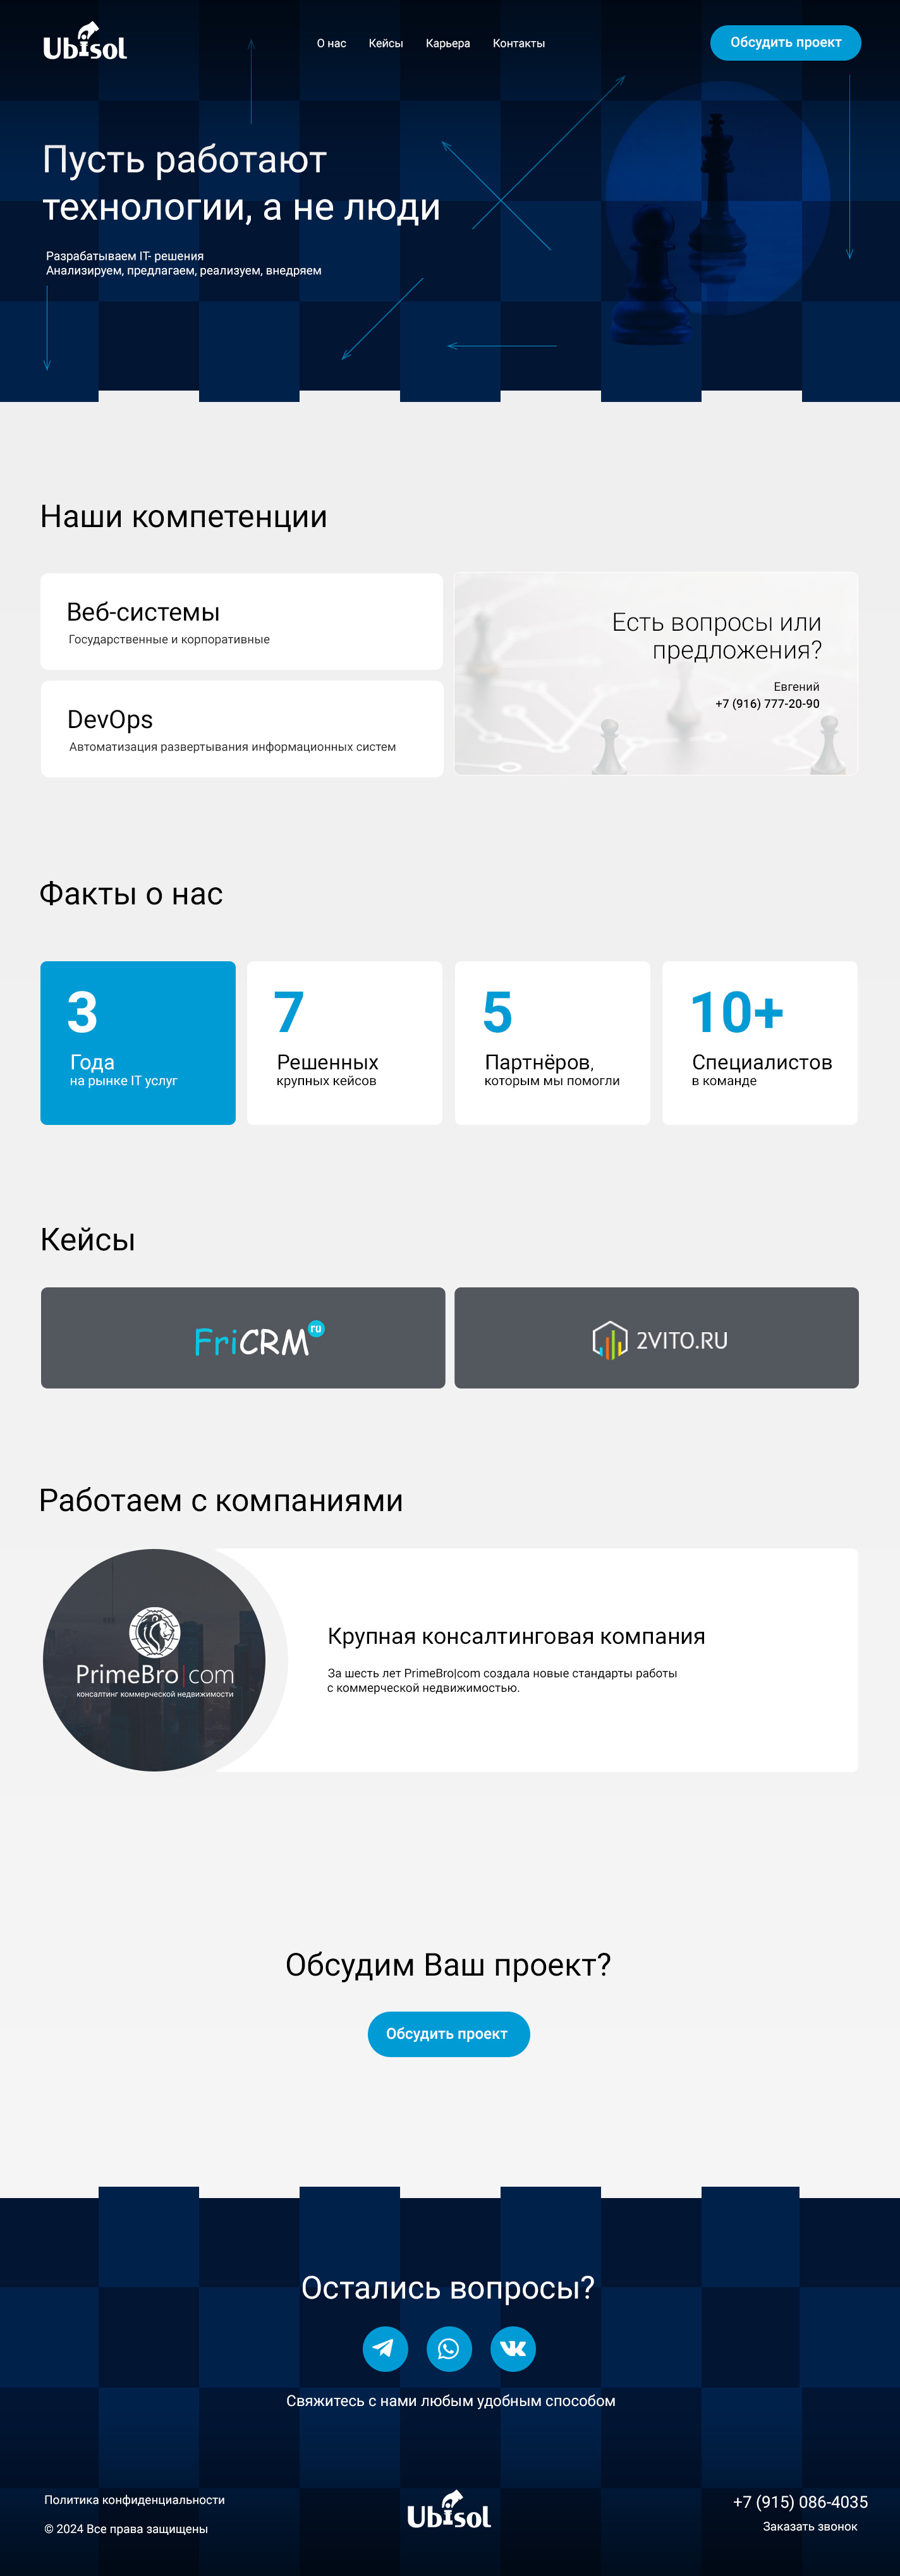 Ubisol
О нас
Кейсы
Карьера
Контакты
Обсудить проект
Пусть работают
технологии, а не люди
Разрабатываем IT- решения
Анализируем, предлагаем, реализуем, внедряем
Наши компетенции
Веб-системы
Государственные и корпоративные
DevOps
Автоматизация развертывания информационных систем
Есть вопросы или
предложения?
Евгений
+7 (916) 777-20-90
Факты о нас
3
Года
на рынке IT услуг
7
Решенных
крупных кейсов
5
Партнёров,
которым мы помогли
10+
Специалистов
в команде
Кейсы
FriCRM ru
2VITO.RU
Работаем с компаниями
PrimeBro|com
консалтинг коммерческой недвижимости
Крупная консалтинговая компания
За шесть лет PrimeBro|com создала новые стандарты работы
с коммерческой недвижимостью.
Обсудим Ваш проект?
Обсудить проект
Остались вопросы?
Свяжитесь с нами любым удобным способом
Политика конфиденциальности
© 2024 Все права защищены
Ubisol
+7 (915) 086-4035
Заказать звонок